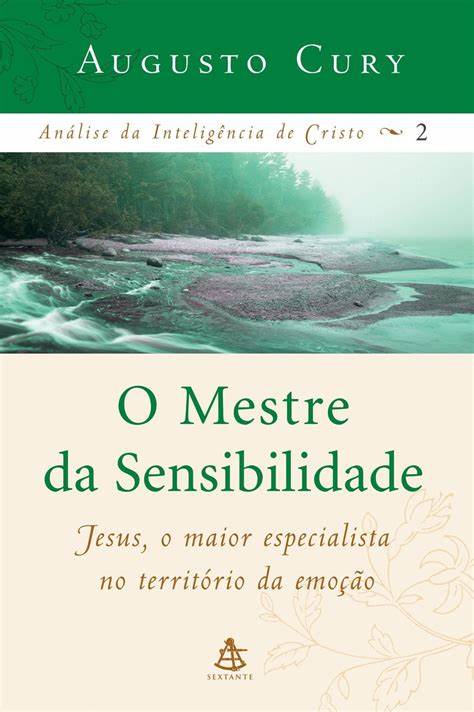 Augusto Cury
Análise da Inteligência de Cristo ~ 2
O Mestre
da Sensibilidade
Jesus, o maior especialista
no território da emoção
SEXTANTE